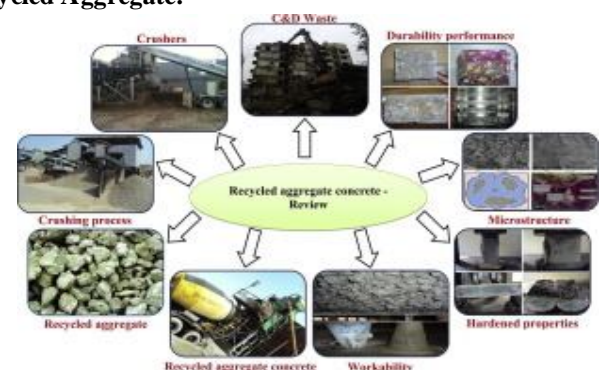 ycled Aggregate:
C&D Waste
Crushers
Durability performance
Recycled aggregate concrete -
Review
Crushing process
Microstructure
Recycled aggregate
Hardened properties
Recycled aggregate concrete
Workability